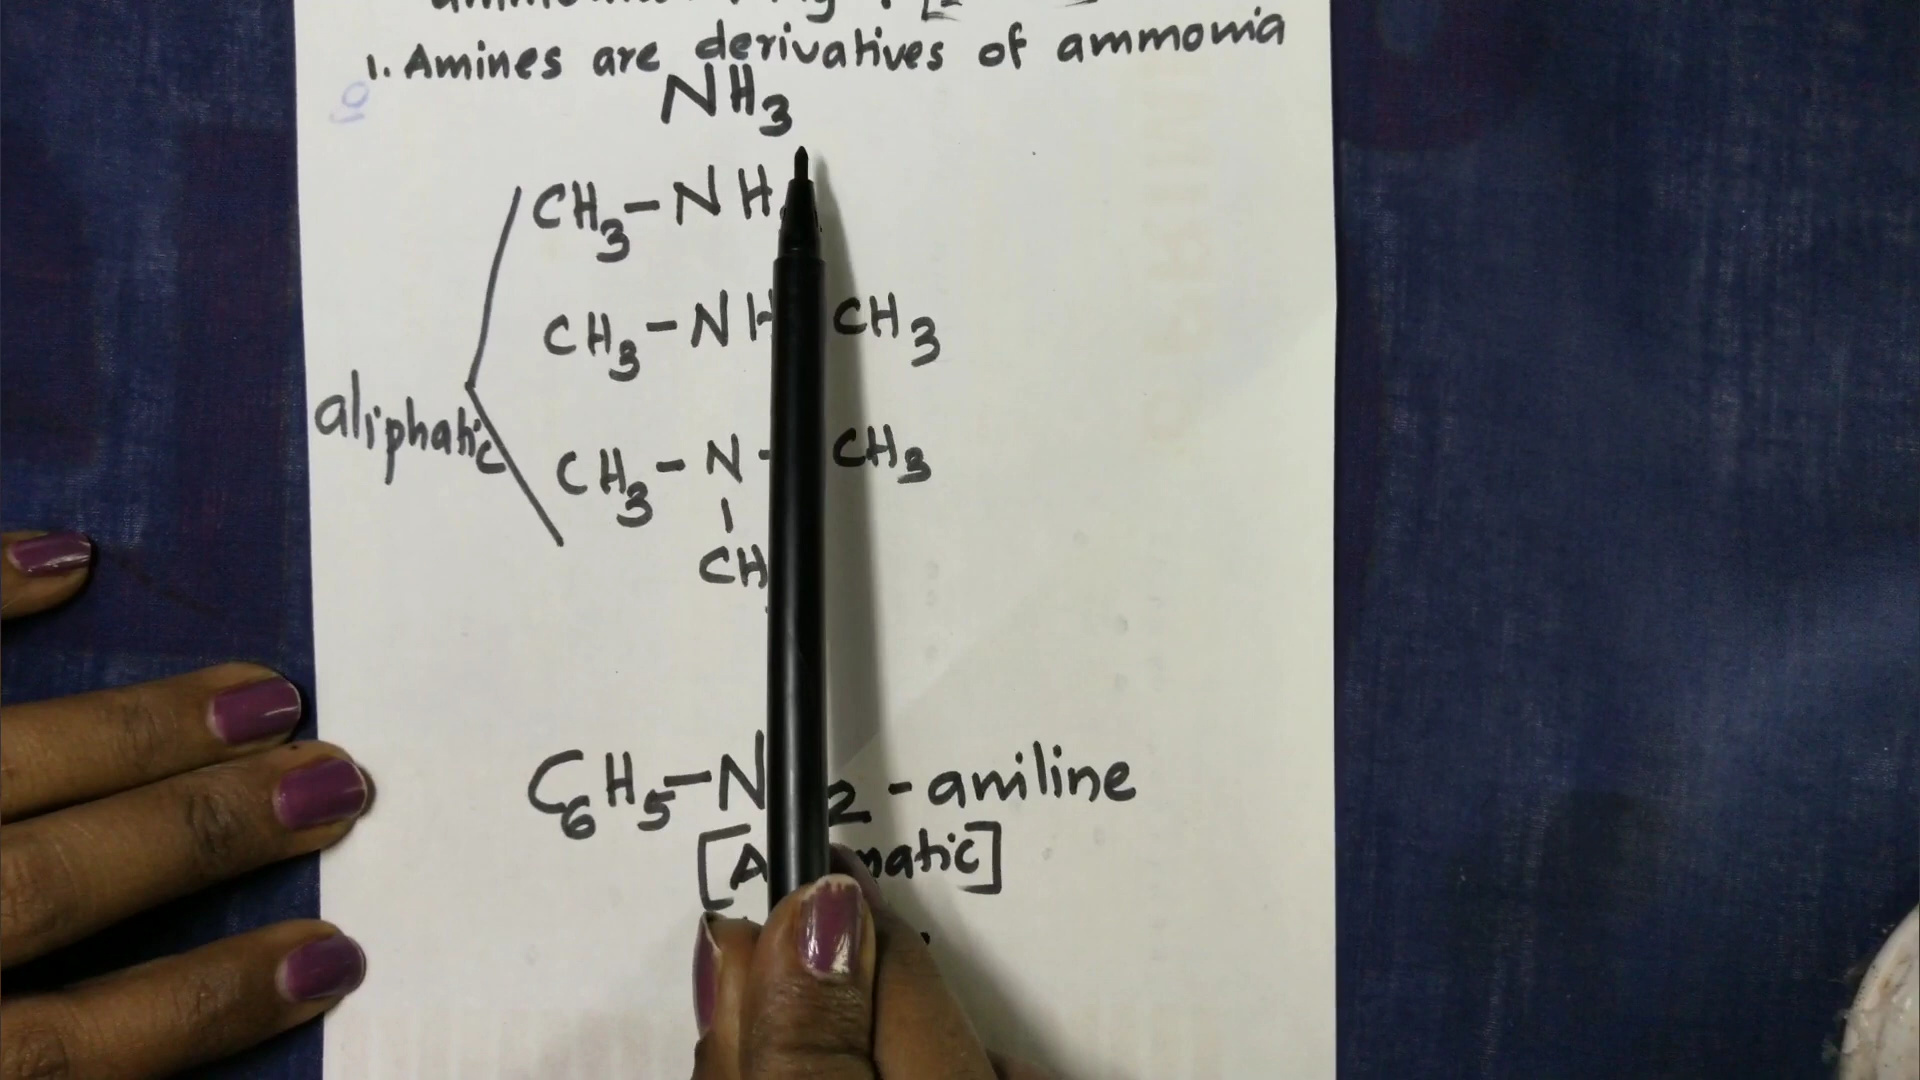 1. Amines are derivatives of ammonia
NH3
CH3 - NH
CH3 - NH CH3
CH3 - N - CH3
CH
aliphatic
C6H5 - N 2 - aniline
[A matic]